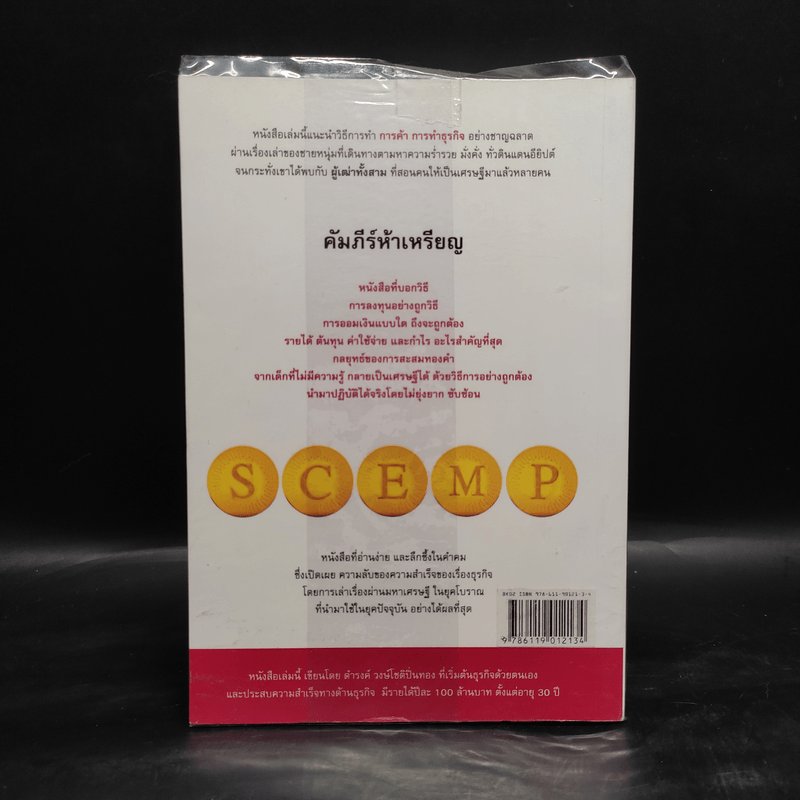 หนังสือเล่มนี้แนะนำวิธีการทำ การค้า การทำธุรกิจ อย่างชาญฉลาด
ผ่านเรื่องเล่าของชายหนุ่มที่เดินทางตามหาความร่ำรวย มั่งคั่ง ทั่วดินแดนอียิปต์
จนกระทั่งเขาได้พบกับ ผู้เฒ่าทั้งสาม ที่สอนคนให้เป็นเศรษฐีมาแล้วหลายคน
คัมภีร์ห้าเหรียญ
หนังสือที่บอกวิธี
การลงทุนอย่างถูกวิธี
การออมเงินแบบใด ถึงจะถูกต้อง
รายได้ ต้นทุน ค่าใช้จ่าย และกำไร อะไรสำคัญที่สุด
กลยุทธ์ของการสะสมทองคำ
จากเด็กที่ไม่มีความรู้ กลายเป็นเศรษฐีได้ ด้วยวิธีการอย่างถูกต้อง
นำมาปฏิบัติได้จริงโดยไม่ยุ่งยาก ซับซ้อน
S C E M P
หนังสือที่อ่านง่าย และลึกซึ้งในคำคม
ซึ่งเปิดเผย ความลับของความสำเร็จของเรื่องธุรกิจ
โดยการเล่าเรื่องผ่านมหาเศรษฐี ในยุคโบราณ
ที่นำมาใช้ในยุคปัจจุบัน อย่างได้ผลที่สุด
ISBN 978-611-90121-3-4
9 786119 012134
หนังสือเล่มนี้ เขียนโดย ดำรงค์ วงษ์โชติปิ่นทอง ที่เริ่มต้นธุรกิจด้วยตนเอง
และประสบความสำเร็จทางด้านธุรกิจ มีรายได้ปีละ 100 ล้านบาท ตั้งแต่อายุ 30 ปี